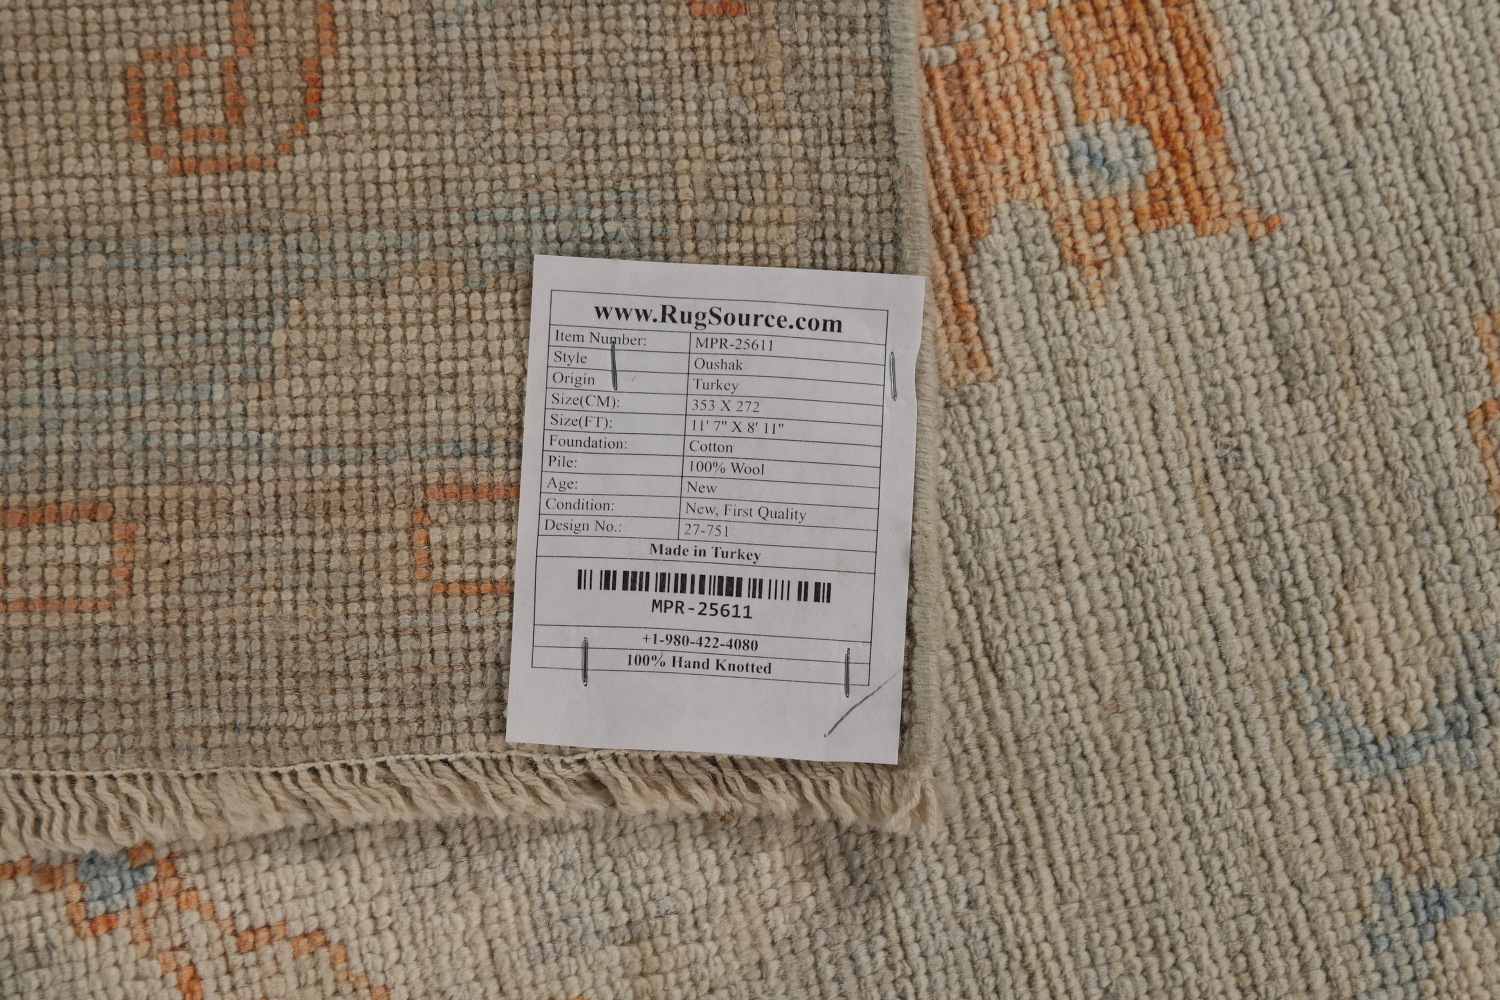 www.RugSource.com
Item Number: MPR-25611
Style Oushak
Origin Turkey
Size(CM): 353 X 272
Size(FT): 11' 7" X 8' 11"
Foundation: Cotton
Pile: 100% Wool
Age: New
Condition: New, First Quality
Design No.: 27-751
Made in Turkey
MPR-25611
+1-980-422-4080
100% Hand Knotted